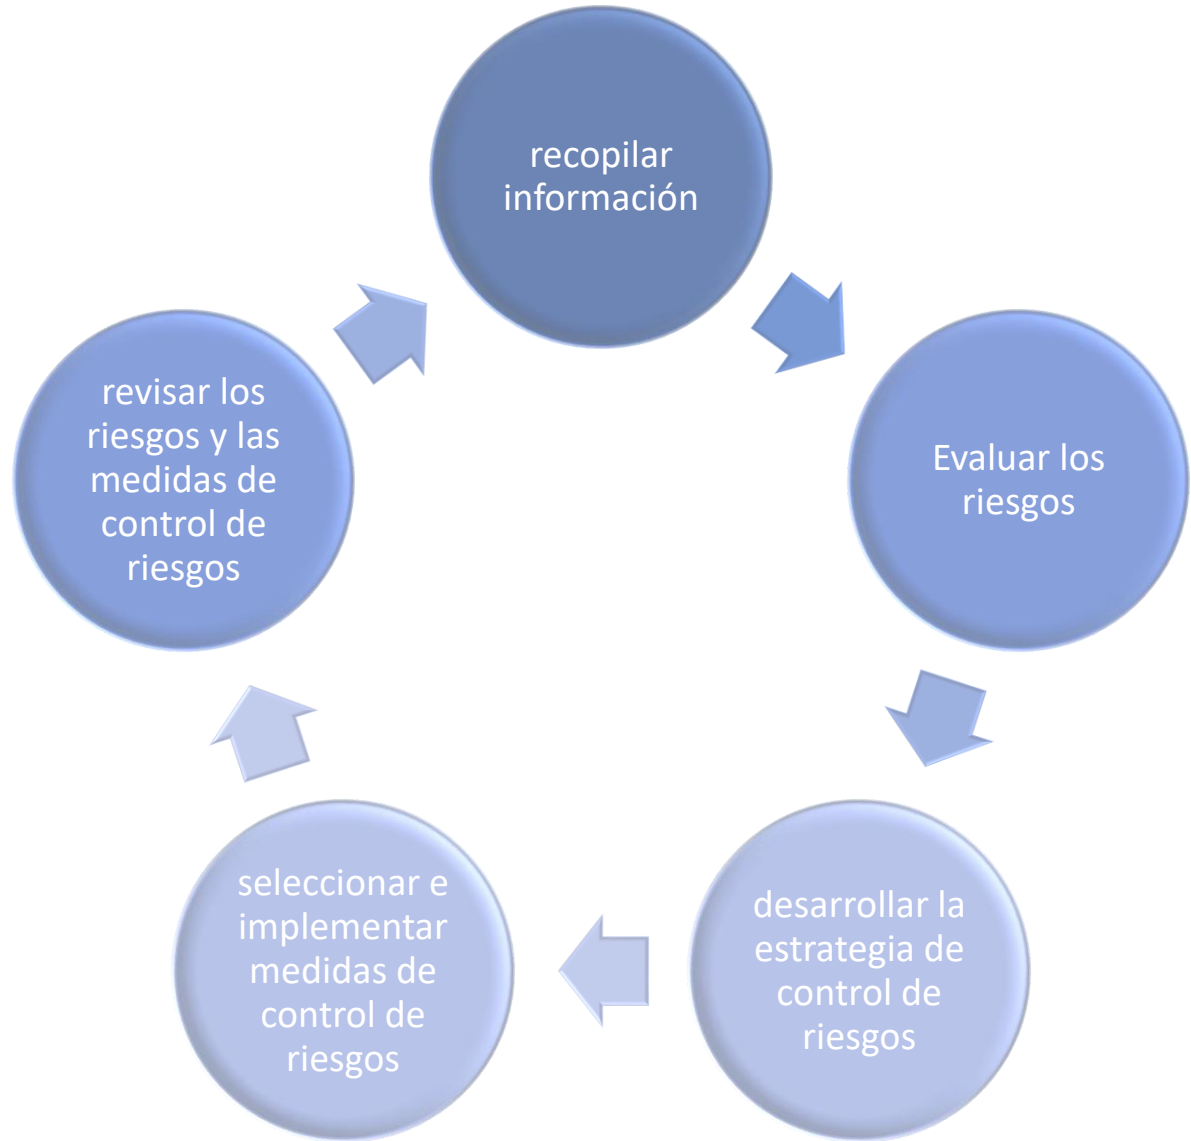 recopilar
información
Evaluar los
riesgos
desarrollar la
estrategia de
control de
riesgos
seleccionar e
implementar
medidas de
control de
riesgos
revisar los
riesgos y las
medidas de
control de
riesgos